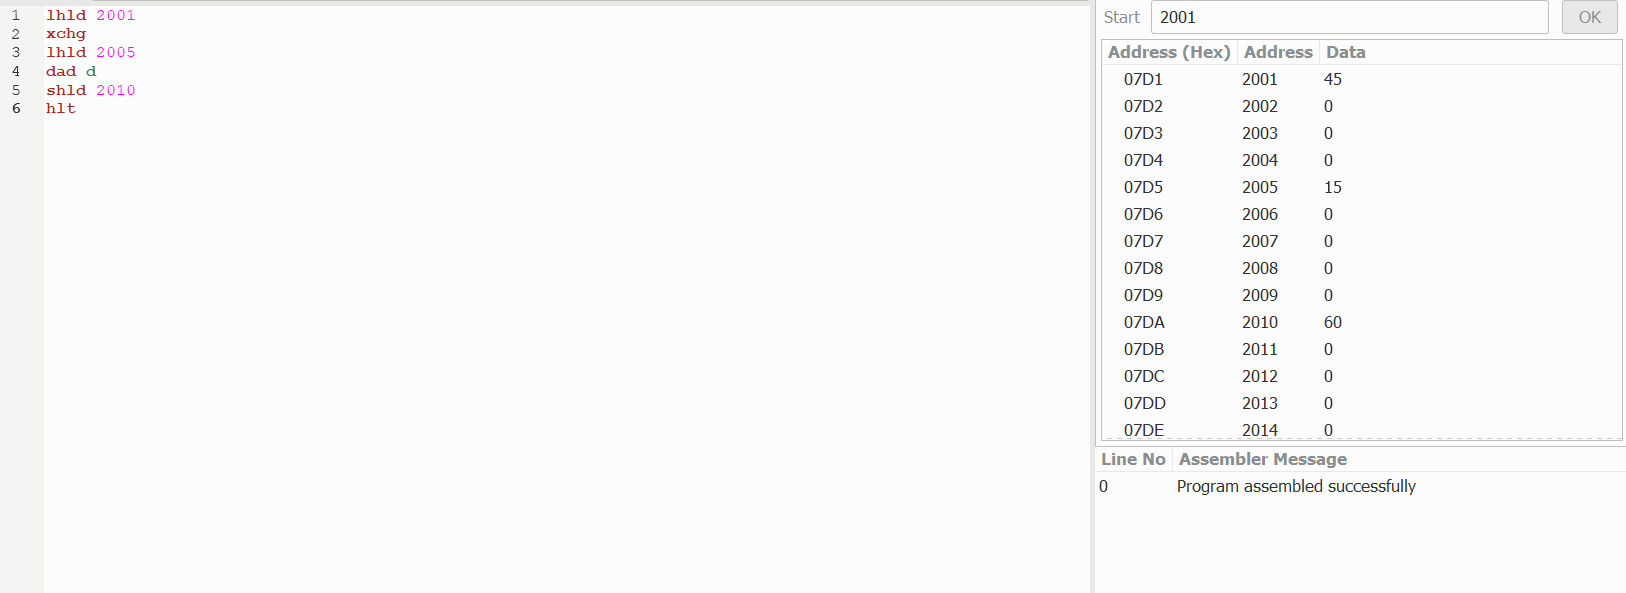 1 lhld 2001
2 xchg
3 lhld 2005
4 dad d
5 shld 2010
6 hlt
Start 2001 OK
Address (Hex) Address Data
07D1 2001 45
07D2 2002 0
07D3 2003 0
07D4 2004 0
07D5 2005 15
07D6 2006 0
07D7 2007 0
07D8 2008 0
07D9 2009 0
07DA 2010 60
07DB 2011 0
07DC 2012 0
07DD 2013 0
07DE 2014 0
Line No Assembler Message
0 Program assembled successfully